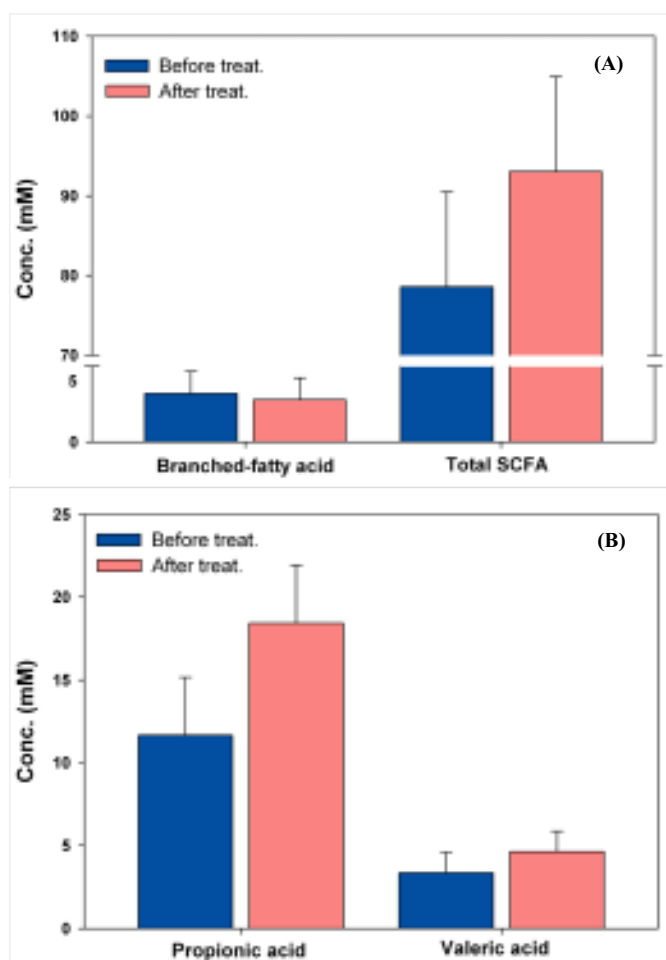 110
Before treat.
(A)
After treat.
100
90
80
70
5
0
Conc. (mM)
Branched-fatty acid
Total SCFA
25
Before treat.
(B)
After treat.
20
15
10
5
0
Conc. (mM)
Propionic acid
Valeric acid